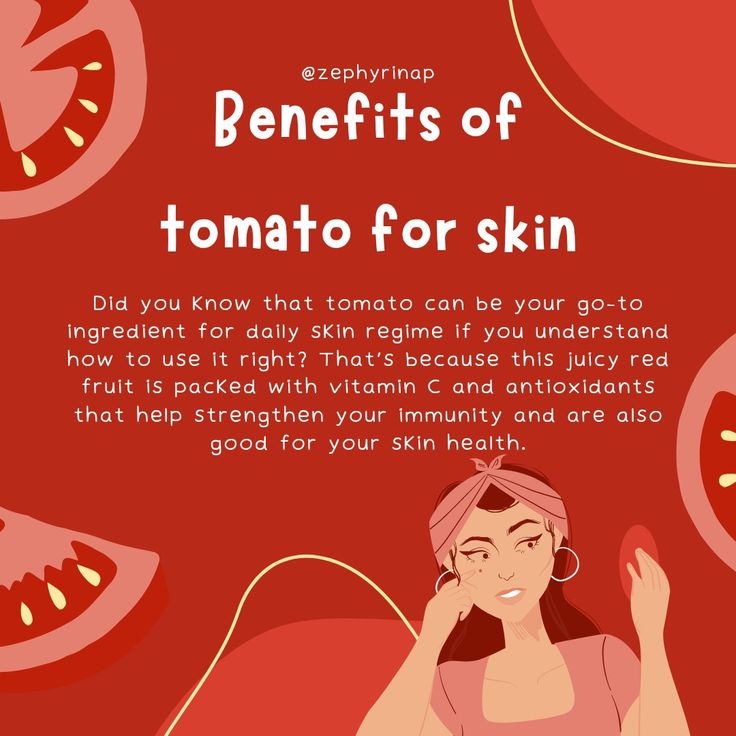 @zephyrinap
Benefits of
tomato for skin
Did you know that tomato can be your go-to
ingredient for daily skin regime if you understand
how to use it right? That's because this juicy red
fruit is packed with vitamin C and antioxidants
that help strengthen your immunity and are also
good for your skin health.